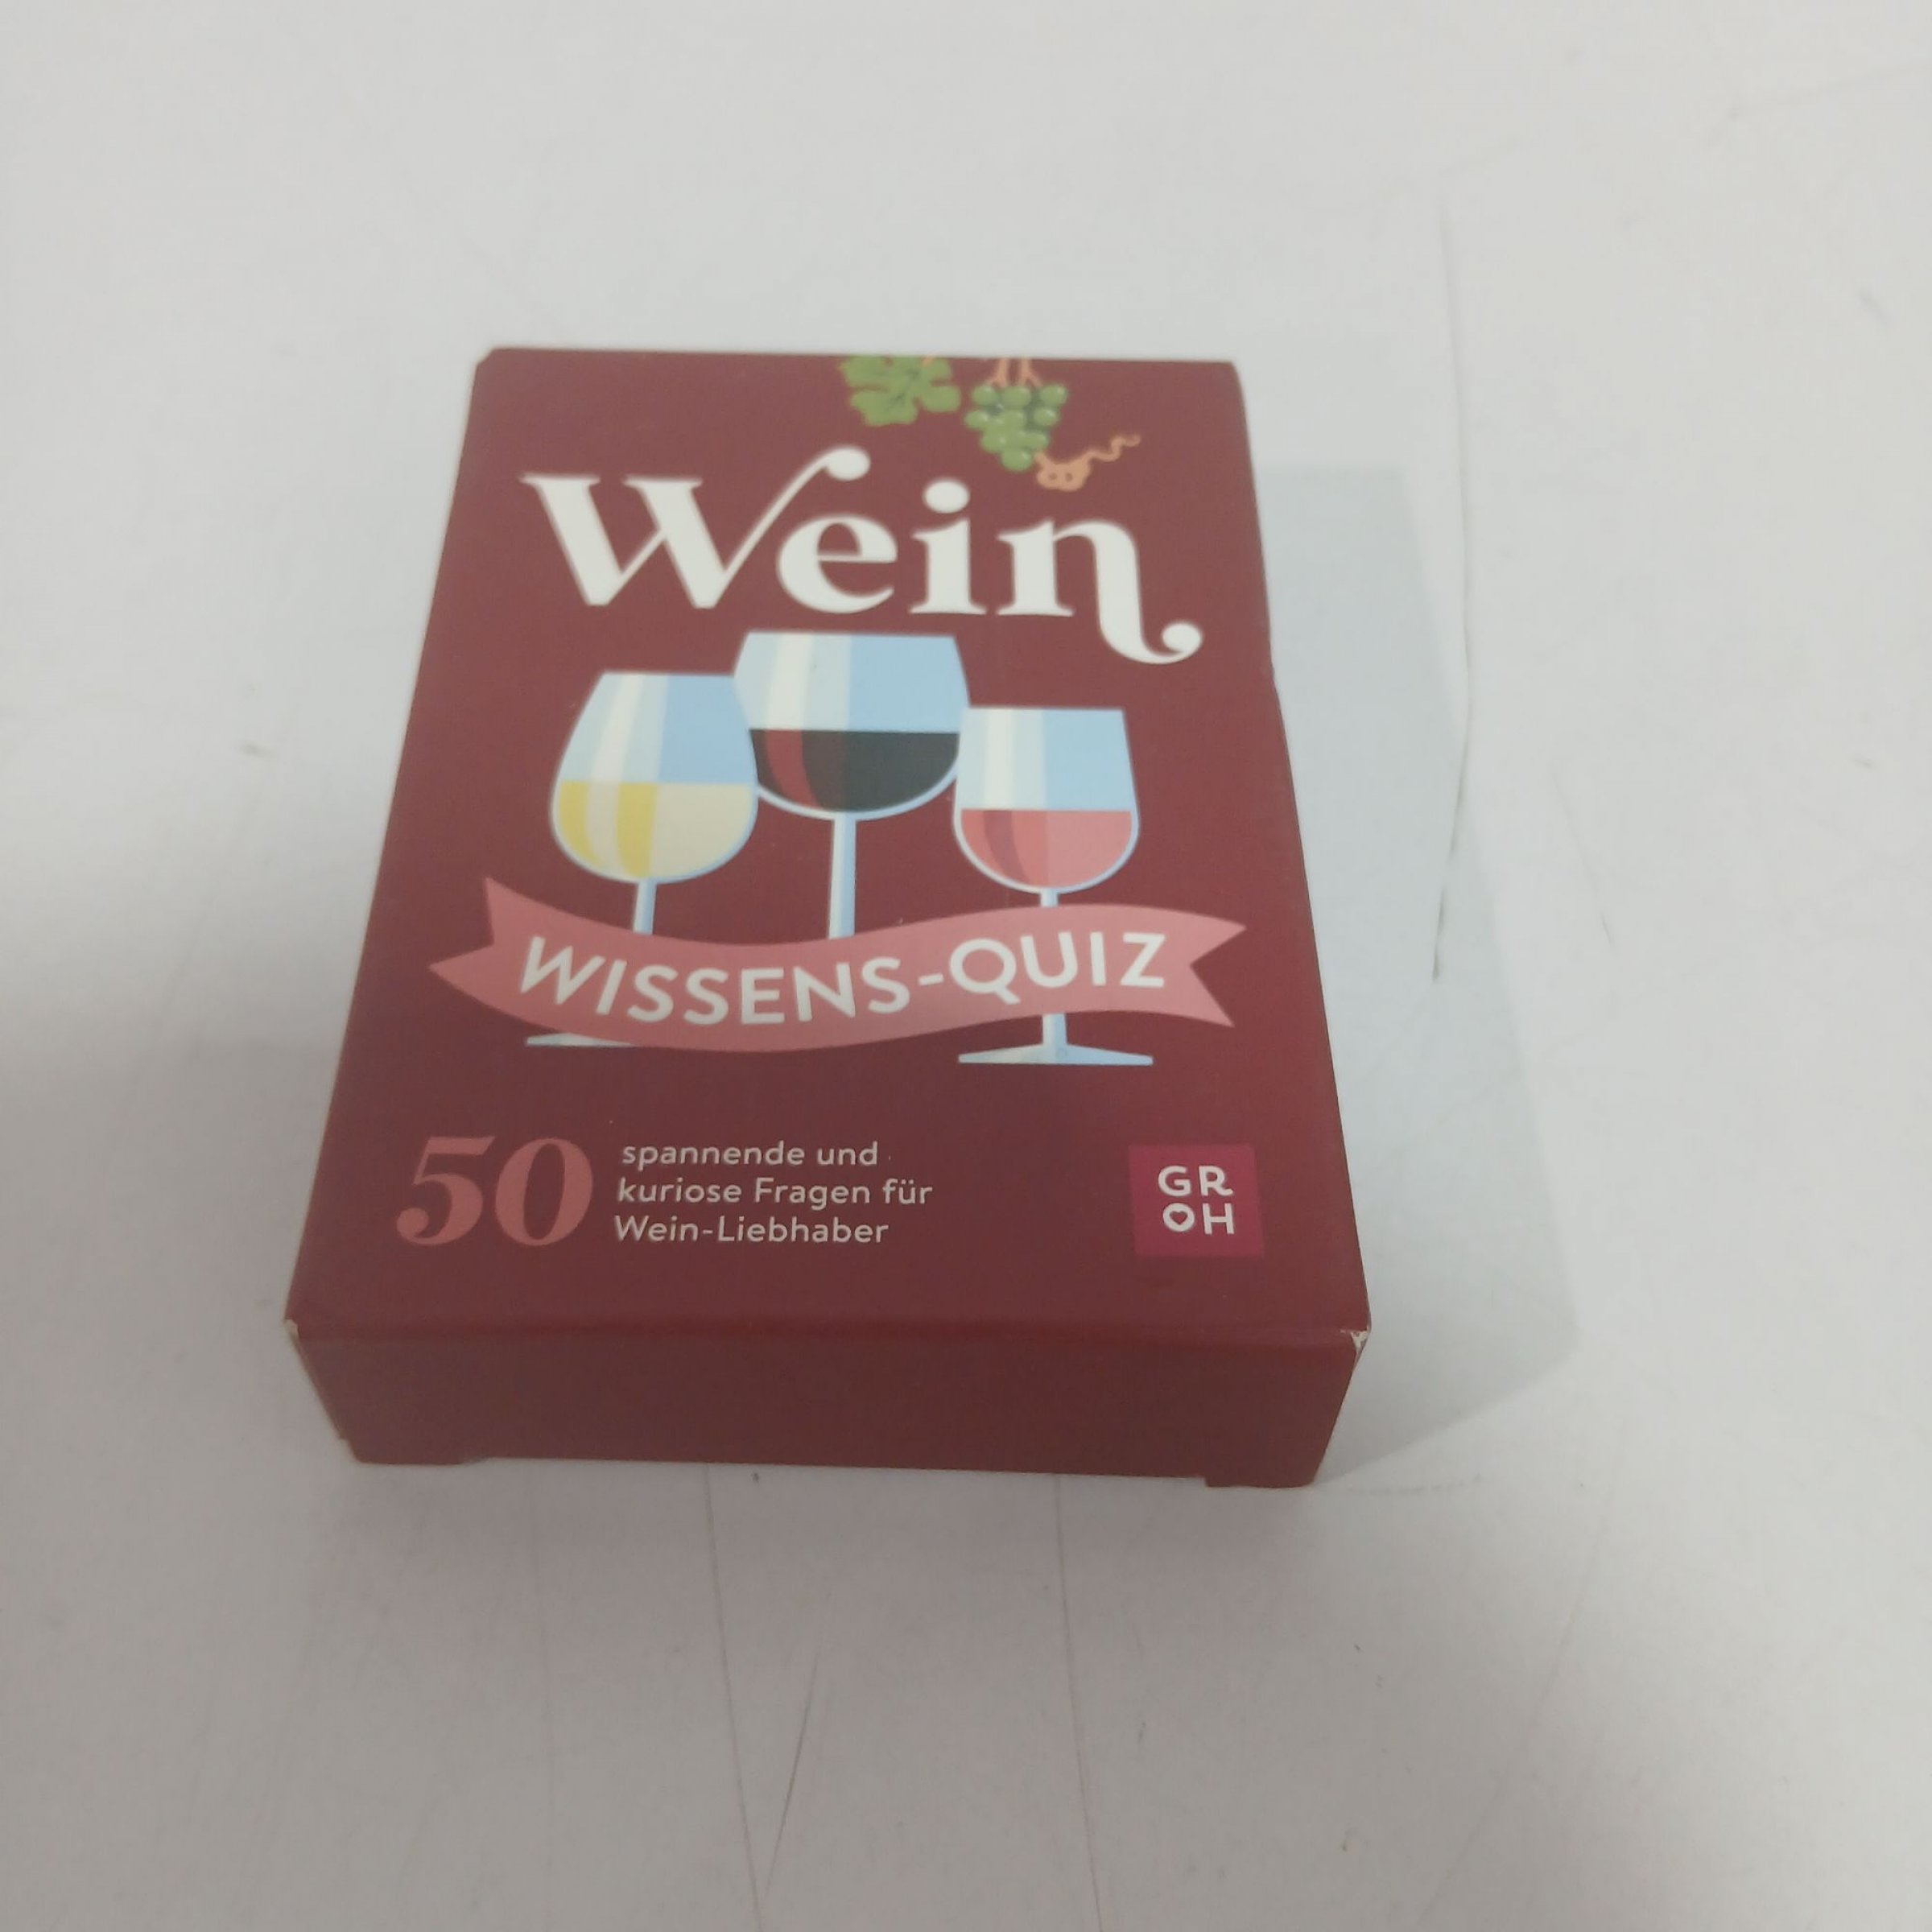 Wein
WISSENS-QUIZ
50
spannende und
kuriose Fragen für
Wein-Liebhaber
GR
OH